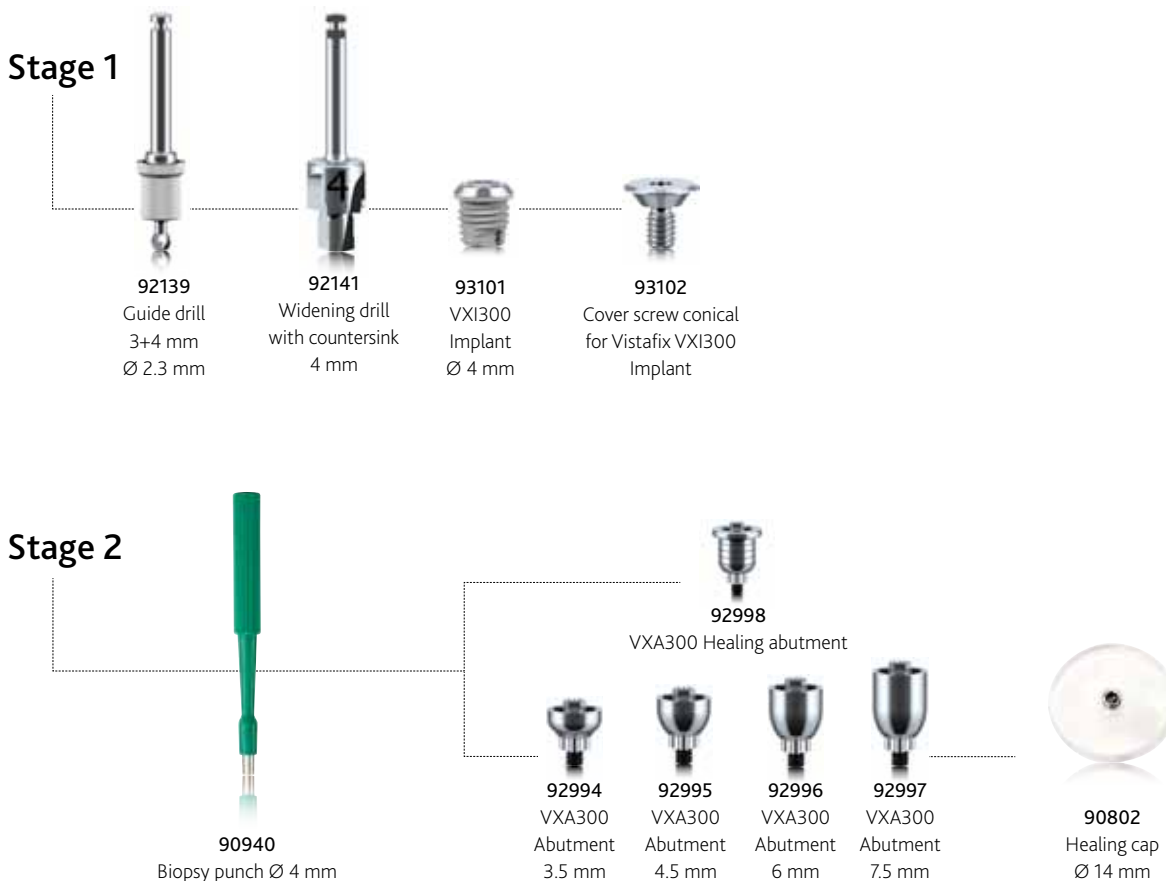 Stage 1
4
92139
Guide drill
3+4 mm
Ø 2.3 mm
92141
Widening drill
with countersink
4 mm
93101
VXI300
Implant
Ø 4 mm
93102
Cover screw conical
for Vistafix VXI300
Implant
Stage 2
92998
VXA300 Healing abutment
90940
Biopsy punch Ø 4 mm
92994
VXA300
Abutment
3.5 mm
92995
VXA300
Abutment
4.5 mm
92996
VXA300
Abutment
6 mm
92997
VXA300
Abutment
7.5 mm
90802
Healing cap
Ø 14 mm